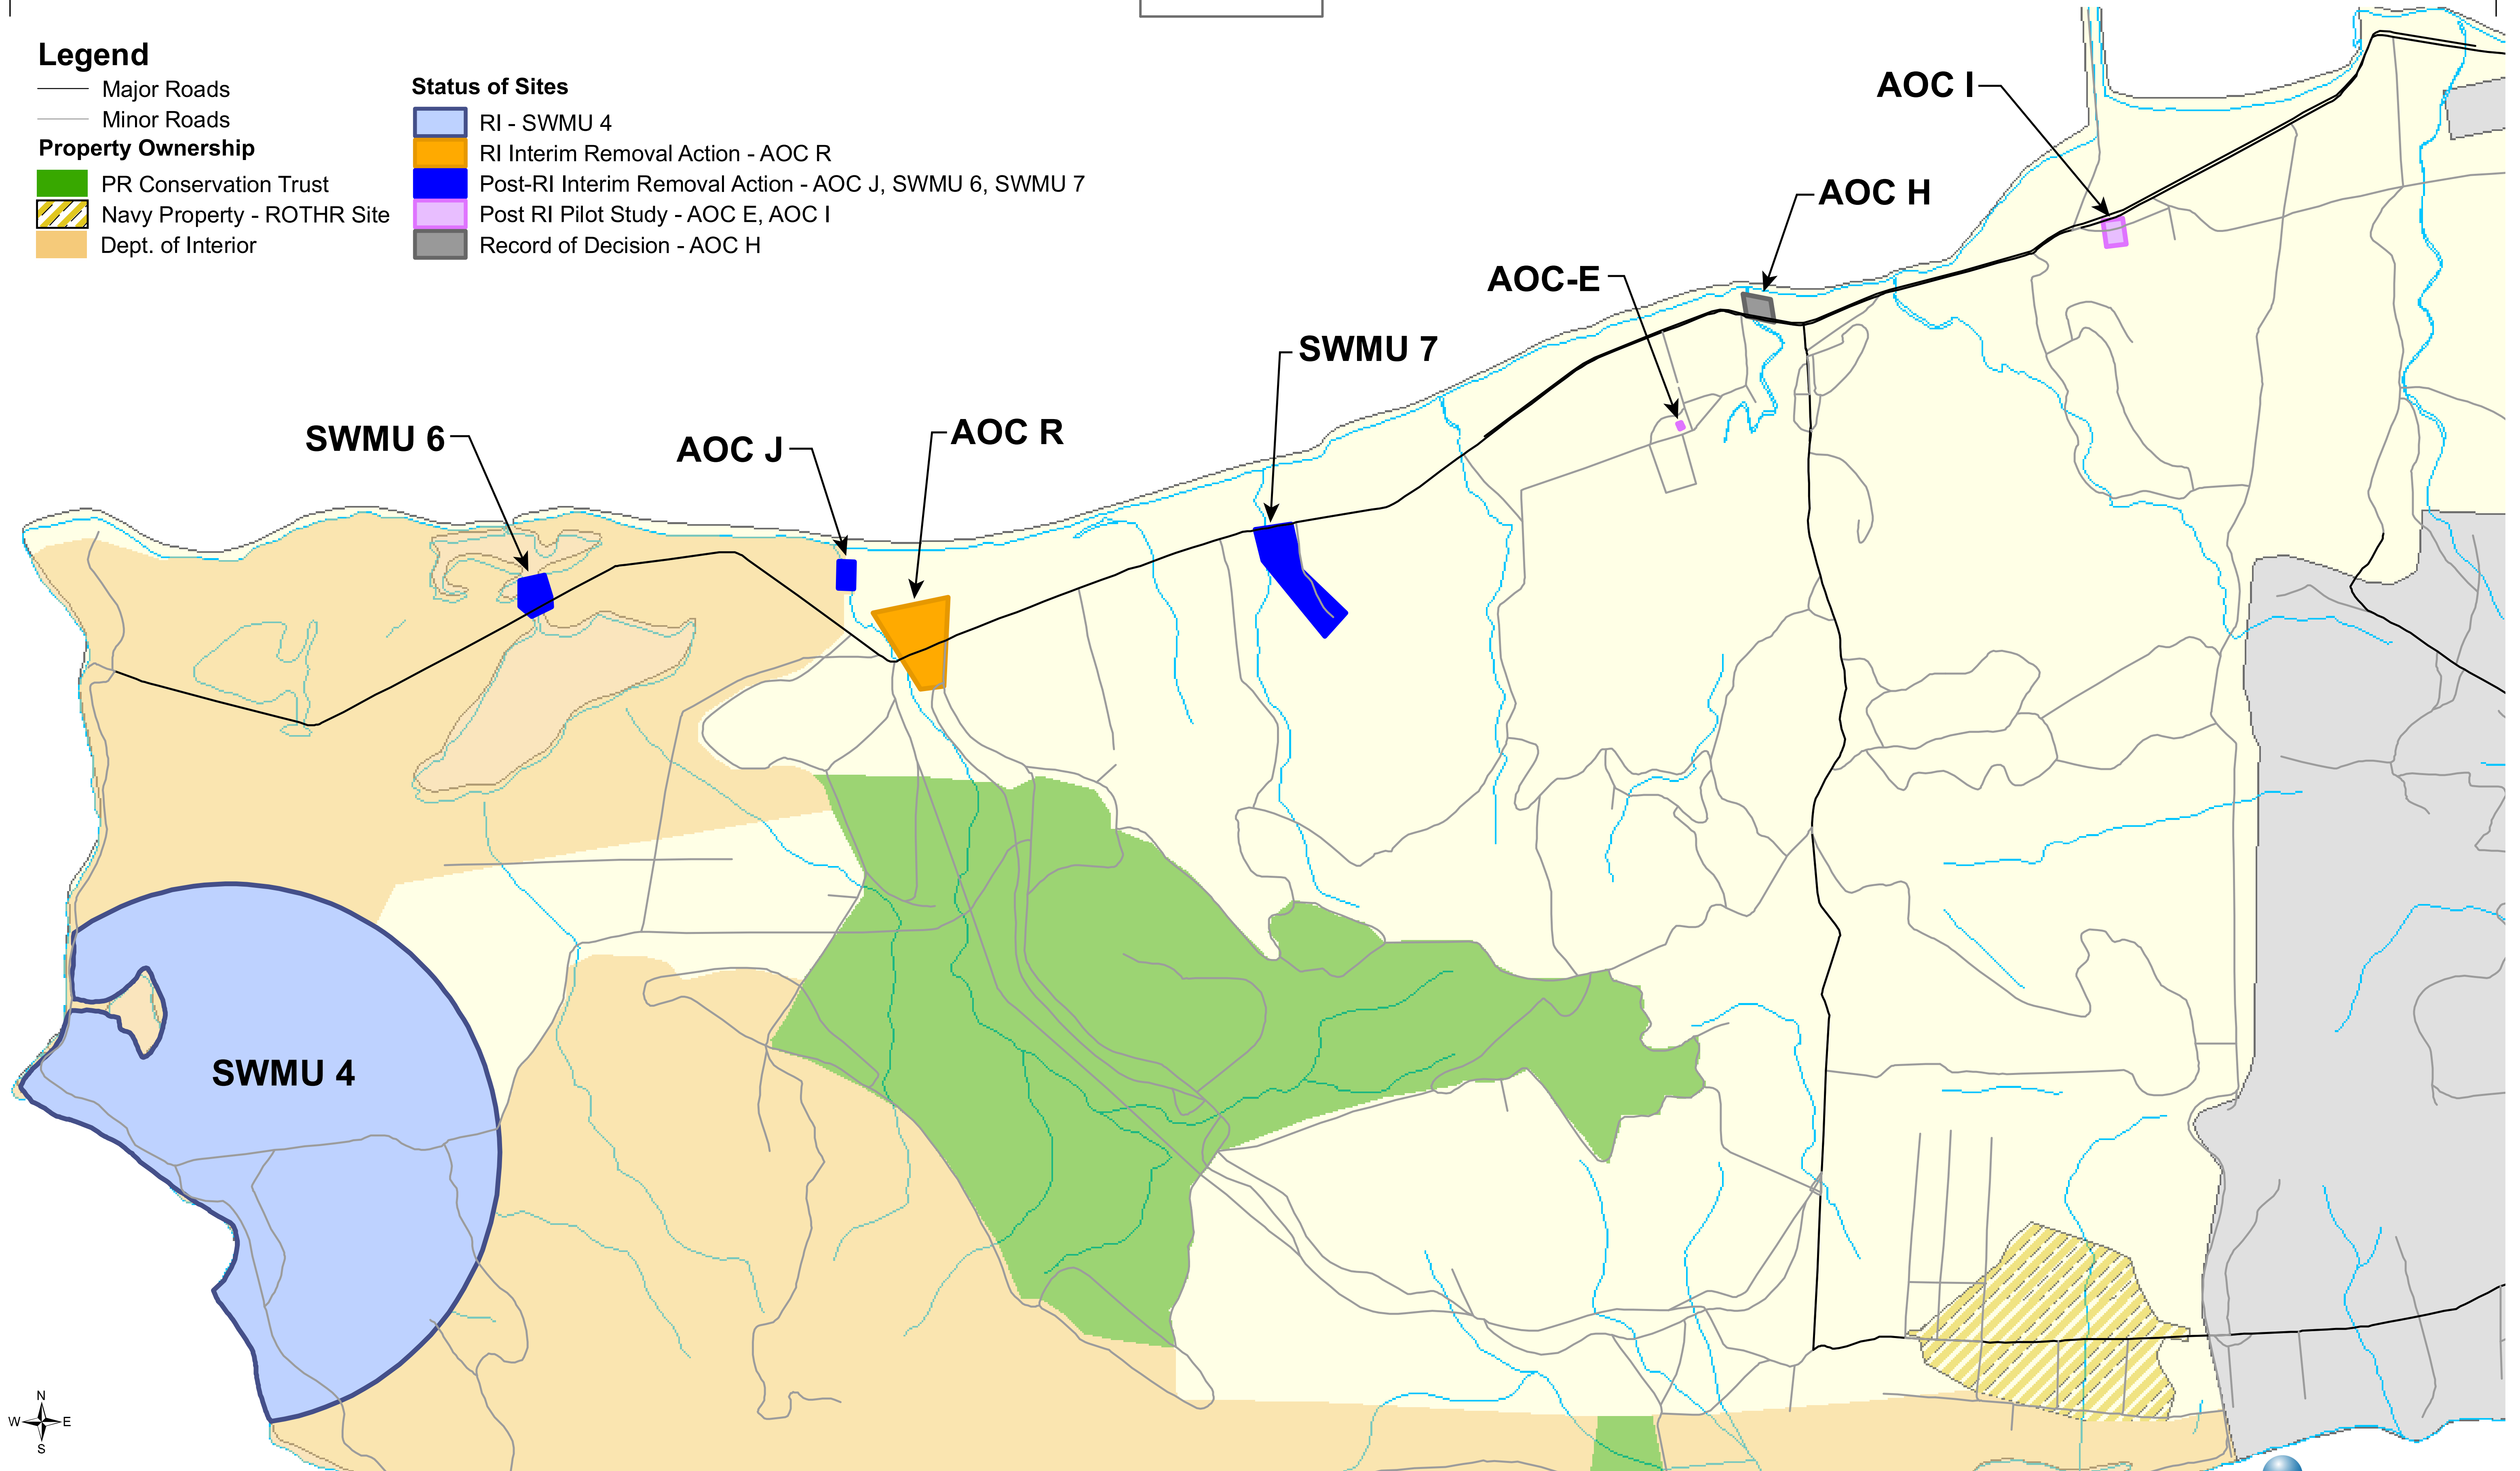 Legend
Major Roads
Minor Roads
Property Ownership
PR Conservation Trust
Navy Property - ROTHR Site
Dept. of Interior
Status of Sites
RI - SWMU 4
RI Interim Removal Action - AOC R
Post-RI Interim Removal Action - AOC J, SWMU 6, SWMU 7
Post RI Pilot Study - AOC E, AOC I
Record of Decision - AOC H
AOC I
AOC H
AOC-E
SWMU 7
AOC R
SWMU 6
AOC J
SWMU 4
N
W E
S